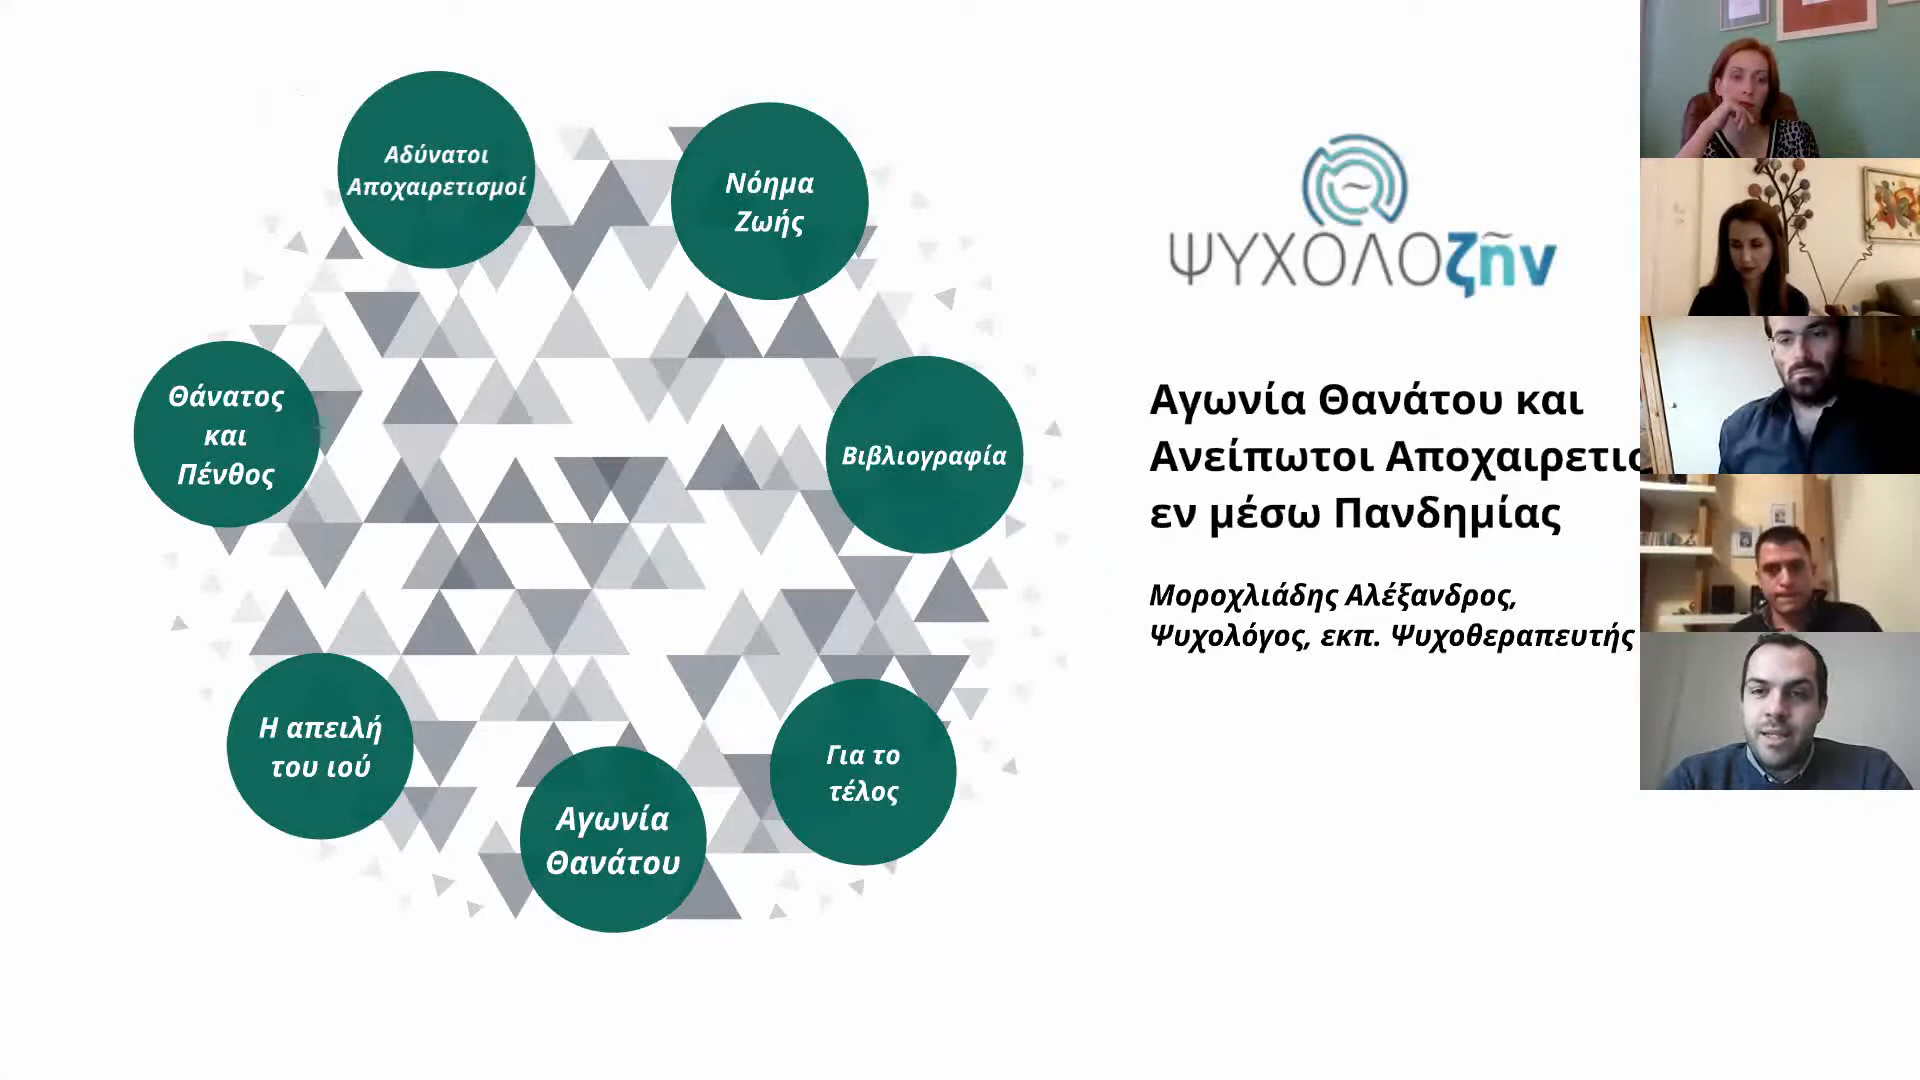 Αδύνατοι
Αποχαιρετισμοί
Νόημα
Ζωής
Θάνατος
και
Πένθος
Βιβλιογραφία
Η απειλή
του ιού
Αγωνία
Θανάτου
Για το
τέλος
ΨΥΧΟΛΟζη̃ν
Αγωνία Θανάτου και
Ανείπωτοι
εν μέσω Πανδημίας
Μοροχλιάδης Αλέξανδρος,
Ψυχολόγος, εκπ. Ψυχοθεραπευτής